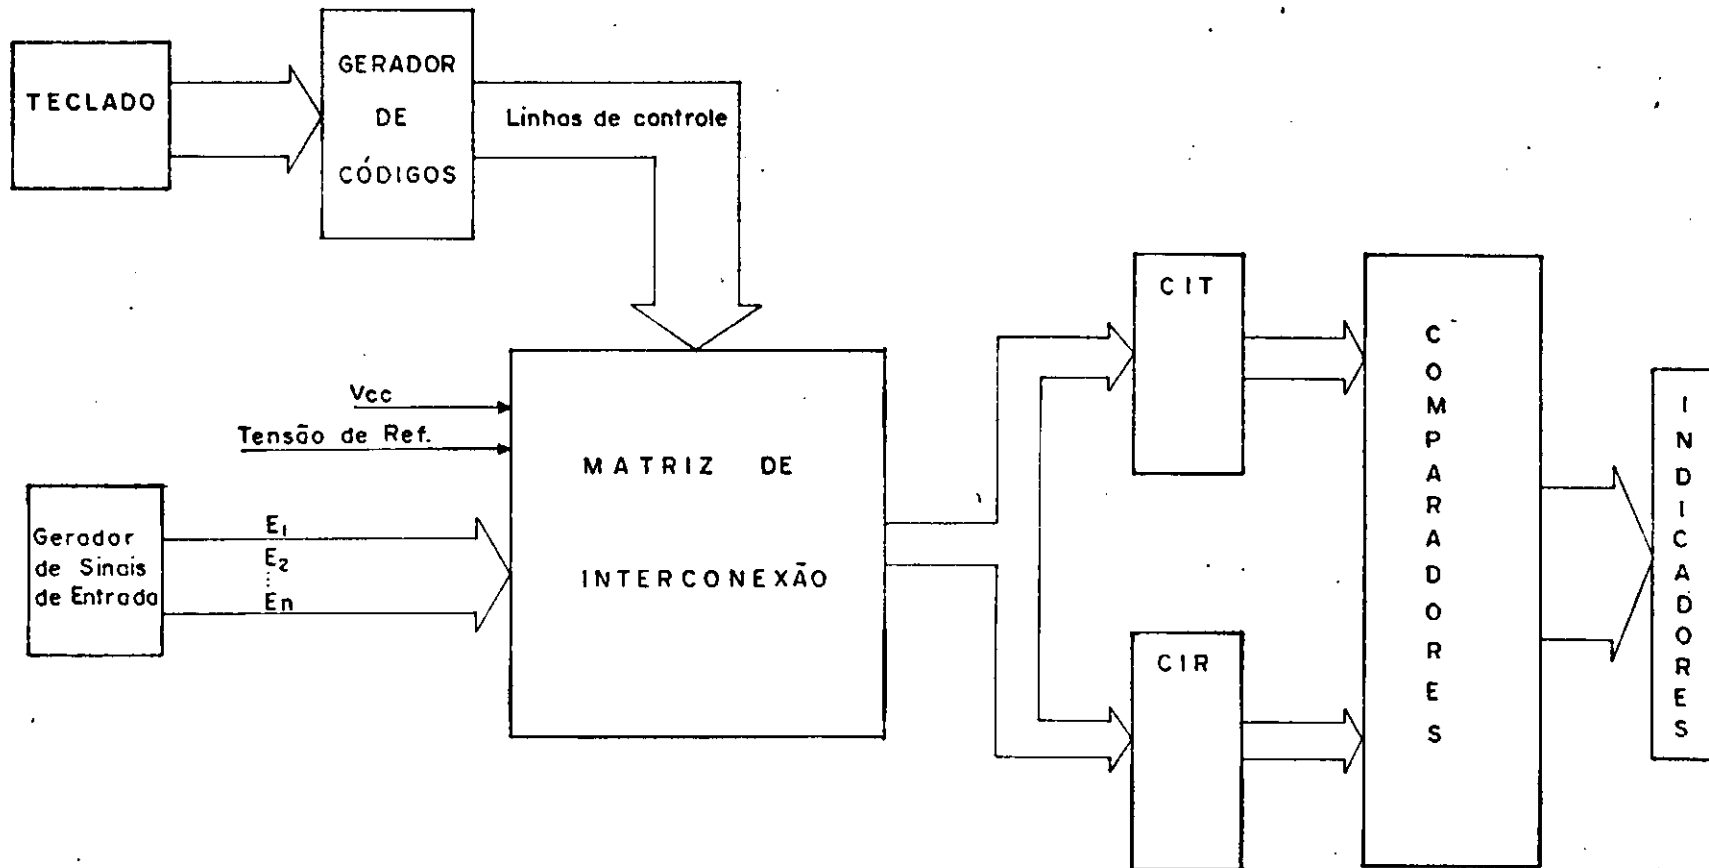 TECLADO
GERADOR
DE
CÓDIGOS
Linhas de controle
Vcc
Tensão de Ref.
Gerador
de Sinais
de Entrada
E1
E2
⋮
En
MATRIZ DE
INTERCONEXÃO
CIT
CIR
COMPARADORES
INDICADORES